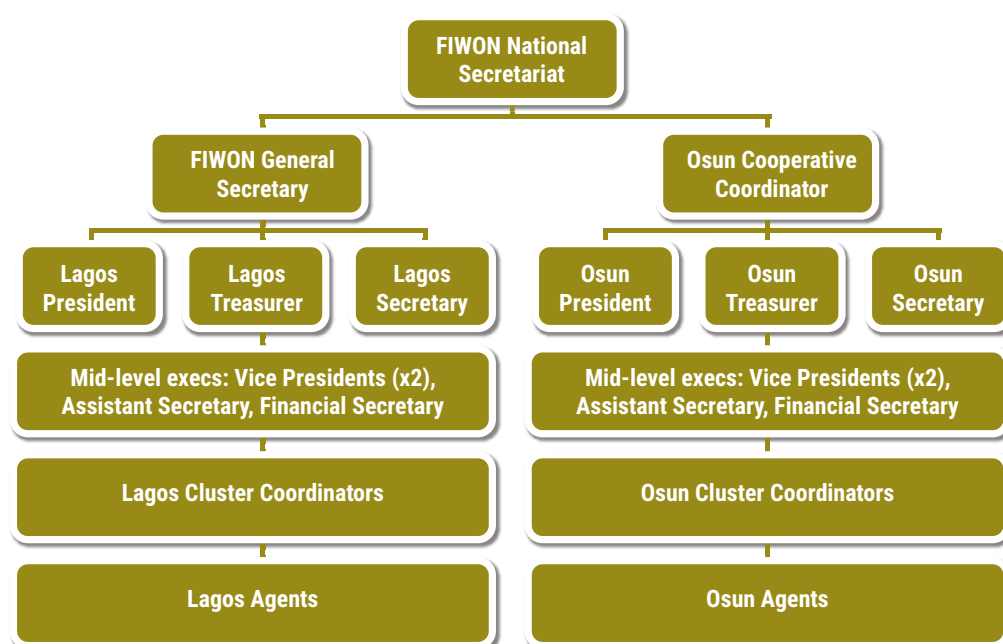 FIWON National
Secretariat
FIWON General
Secretary
Osun Cooperative
Coordinator
Lagos
President
Lagos
Treasurer
Lagos
Secretary
Osun
President
Osun
Treasurer
Osun
Secretary
Mid-level execs: Vice Presidents (x2),
Assistant Secretary, Financial Secretary
Mid-level execs: Vice Presidents (x2),
Assistant Secretary, Financial Secretary
Lagos Cluster Coordinators
Osun Cluster Coordinators
Lagos Agents
Osun Agents